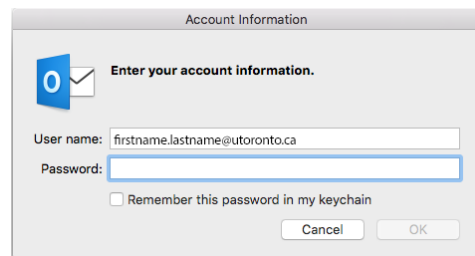 Account Information
Enter your account information.
User name: firstname.lastname@utoronto.ca
Password:
Remember this password in my keychain
Cancel OK